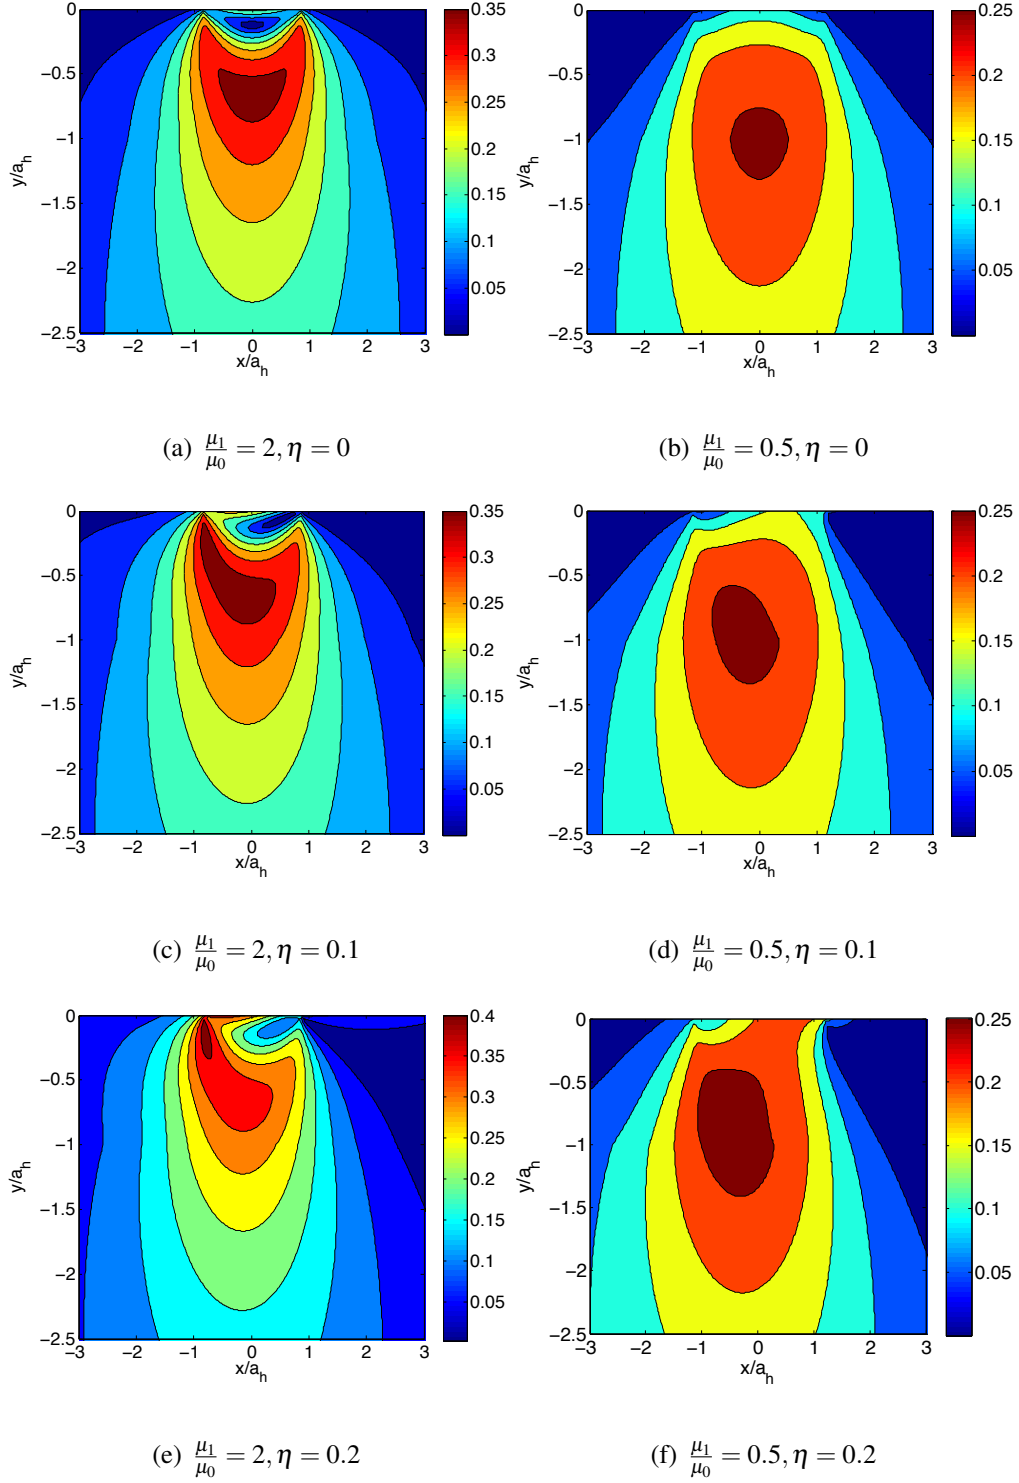 0 −0.5 −1 −1.5 −2 −2.5
y/a_h
−3 −2 −1 0 1 2 3
x/a_h
0.35 0.3 0.25 0.2 0.15 0.1 0.05
0 −0.5 −1 −1.5 −2 −2.5
y/a_h
−3 −2 −1 0 1 2 3
x/a_h
0.25 0.2 0.15 0.1 0.05
(a) μ₁/μ₀ = 2, η = 0
(b) μ₁/μ₀ = 0.5, η = 0
0 −0.5 −1 −1.5 −2 −2.5
y/a_h
−3 −2 −1 0 1 2 3
x/a_h
0.35 0.3 0.25 0.2 0.15 0.1 0.05
0 −0.5 −1 −1.5 −2 −2.5
y/a_h
−3 −2 −1 0 1 2 3
x/a_h
0.25 0.2 0.15 0.1 0.05
(c) μ₁/μ₀ = 2, η = 0.1
(d) μ₁/μ₀ = 0.5, η = 0.1
0 −0.5 −1 −1.5 −2 −2.5
y/a_h
−3 −2 −1 0 1 2 3
x/a_h
0.4 0.35 0.3 0.25 0.2 0.15 0.1 0.05
0 −0.5 −1 −1.5 −2 −2.5
y/a_h
−3 −2 −1 0 1 2 3
x/a_h
0.25 0.2 0.15 0.1 0.05
(e) μ₁/μ₀ = 2, η = 0.2
(f) μ₁/μ₀ = 0.5, η = 0.2